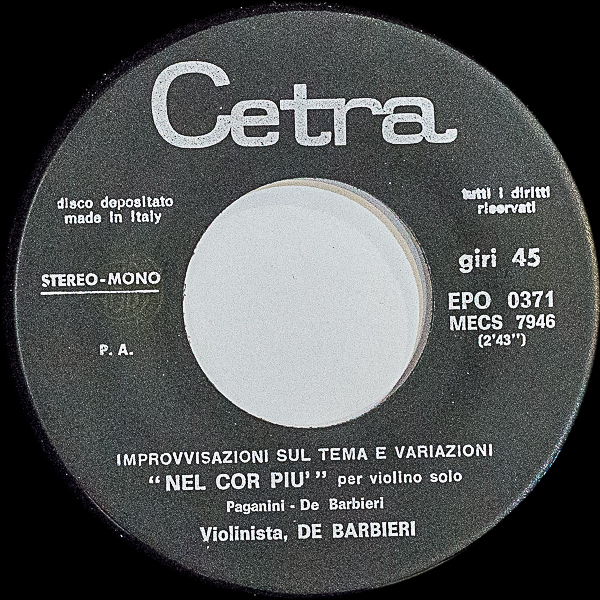 Cetra
disco depositato
made in Italy
tutti i diritti
riservati
STEREO-MONO
giri 45
EPO 0371
MECS 7946
(2'43")
P. A.
IMPROVVISAZIONI SUL TEMA E VARIAZIONI
“NEL COR PIU'” per violino solo
Paganini - De Barbieri
Violinista, DE BARBIERI